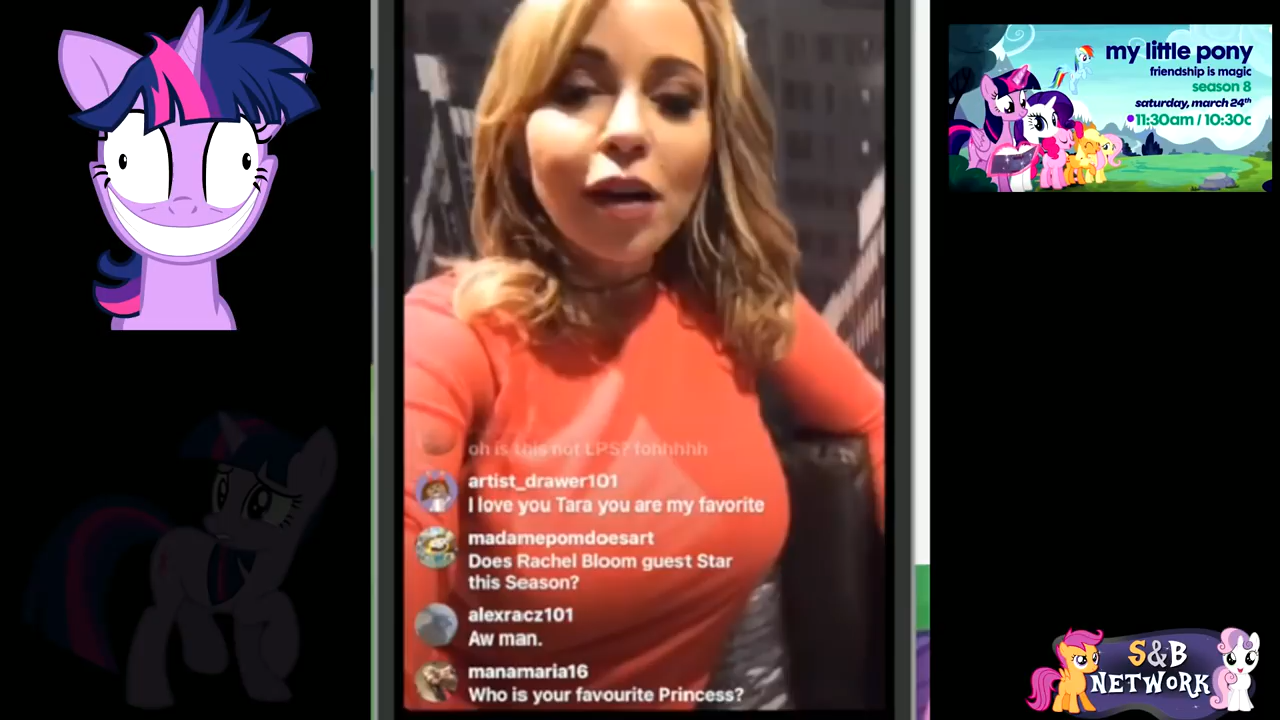 my little pony
friendship is magic
season 8
saturday, march 24th
11:30am / 10:30c
oh is this not LPS? fohhhhh
artist_drawer101
I love you Tara you are my favorite
madamepomdoesart
Does Rachel Bloom guest Star
this Season?
alexracz101
Aw man.
manamaria16
Who is your favourite Princess?
S&B
NETWORK